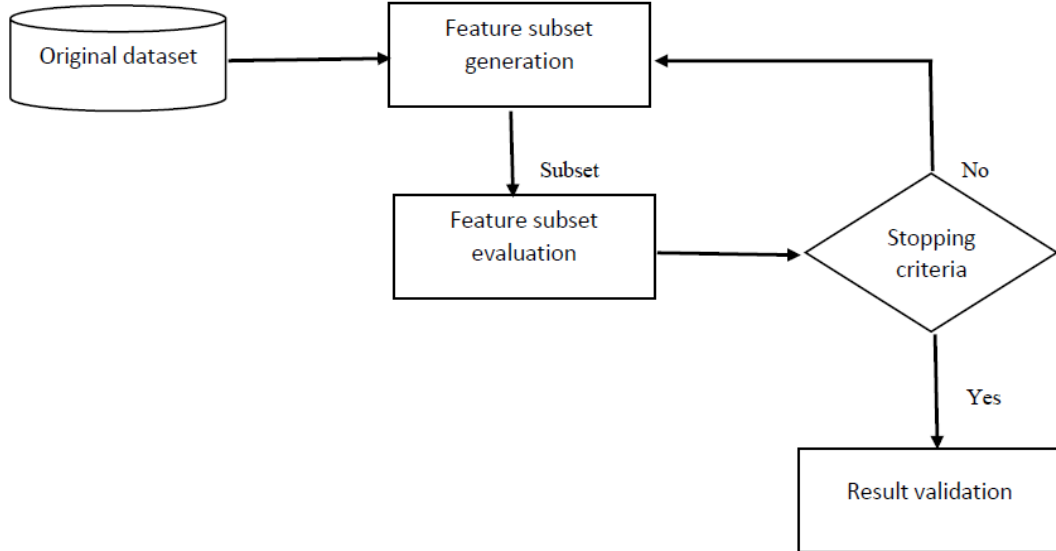 Original dataset
Feature subset
generation
Subset
No
Feature subset
evaluation
Stopping
criteria
Yes
Result validation